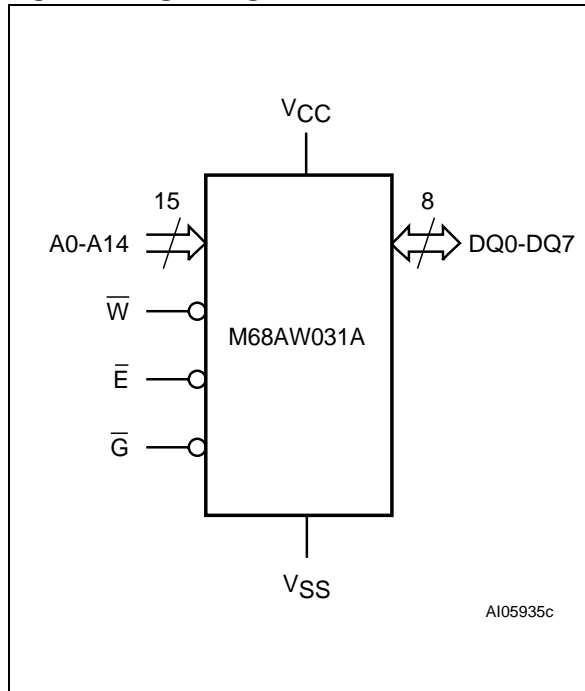 VCC
15
8
A0-A14
DQ0-DQ7
W̅
M68AW031A
E̅
G̅
VSS
AI05935c